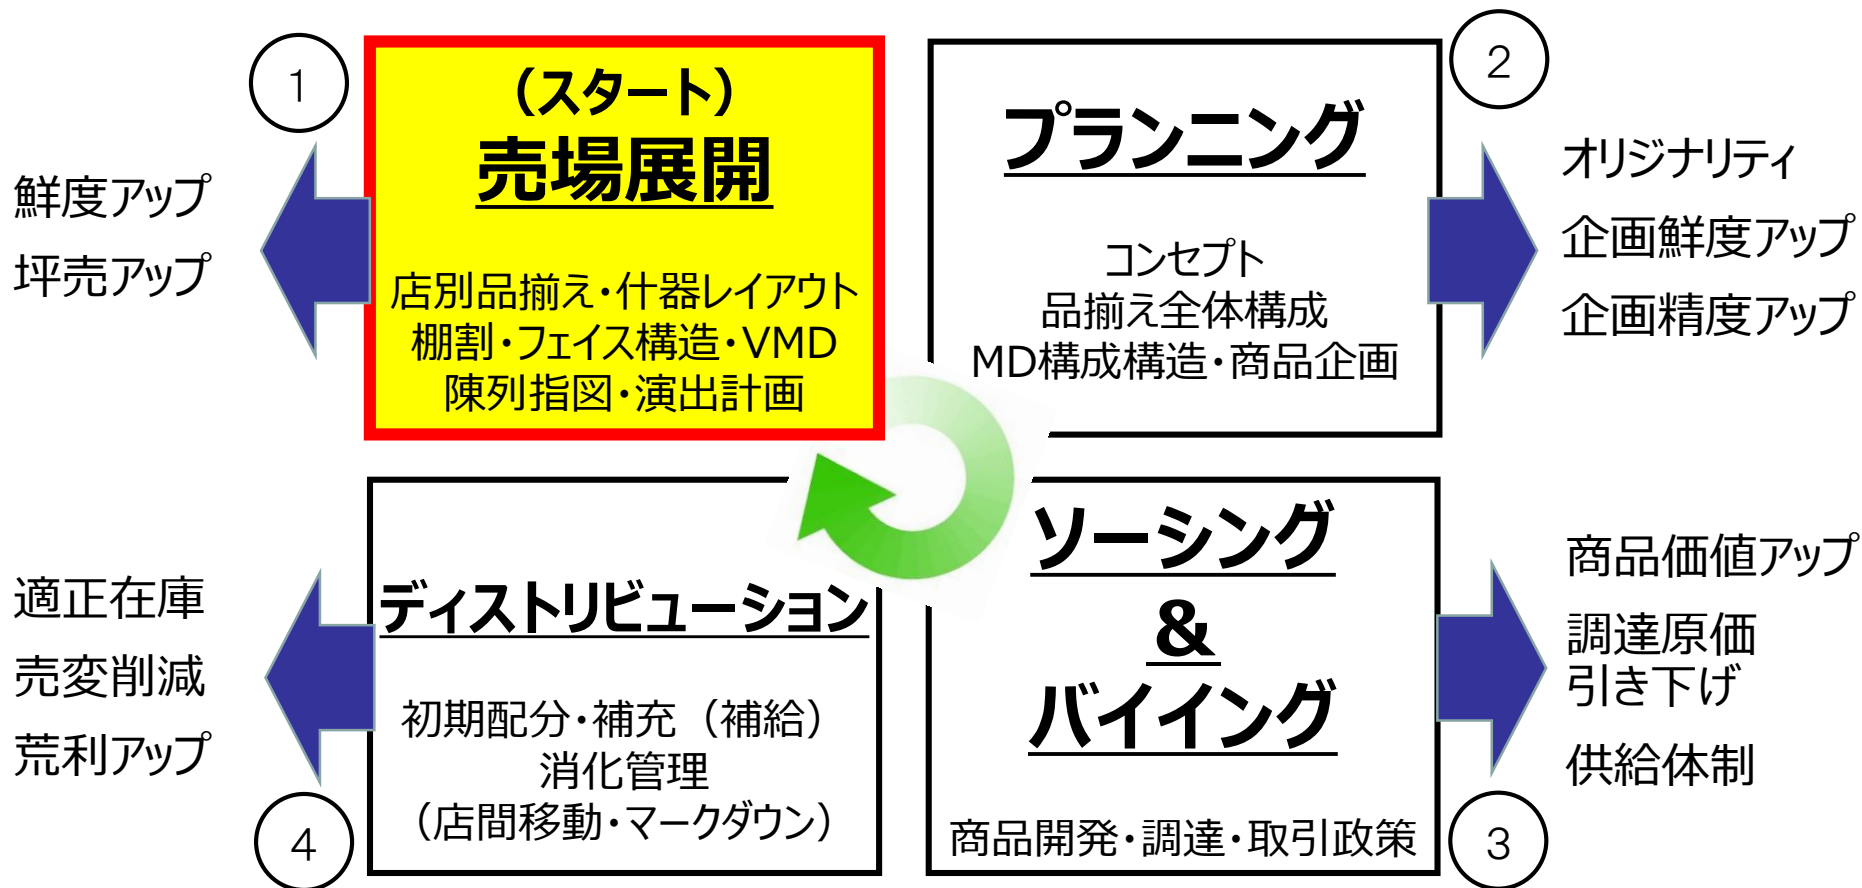 1
(スタート)
売場展開
店別品揃え・什器レイアウト
棚割・フェイス構造・VMD
陳列指図・演出計画
鮮度アップ
坪売アップ
2
プランニング
コンセプト
品揃え全体構成
MD構成構造・商品企画
オリジナリティ
企画鮮度アップ
企画精度アップ
ソーシング
&
バイイング
商品開発・調達・取引政策
3
商品価値アップ
調達原価
引き下げ
供給体制
ディストリビューション
初期配分・補充(補給)
消化管理
(店間移動・マークダウン)
4
適正在庫
売変削減
荒利アップ